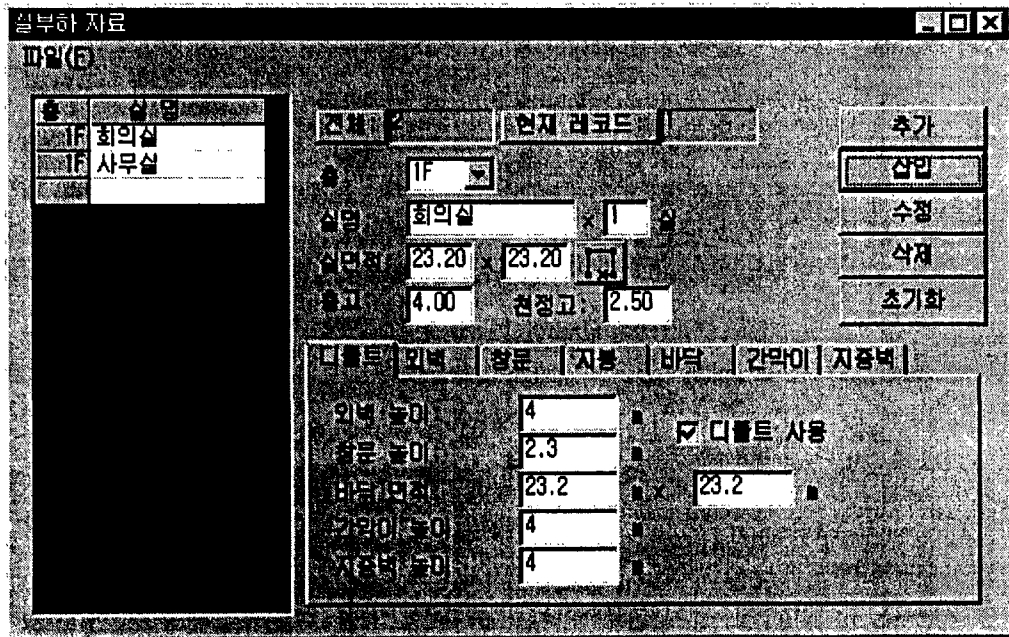 실부하 자료
파일(F)
층 실 명
1F 회의실
1F 사무실
전체: 2 현재 레코드: 1
층: 1F
실명: 회의실 × 1 실
실면적: 23.20 × 23.20
층고: 4.00 천정고: 2.50
추가
삽입
수정
삭제
초기화
디폴트 외벽 창문 지붕 바닥 간막이 지중벽
외벽 높이: 4 m
창문 높이: 2.3 m
바닥 면적: 23.2 m × 23.2 m
간막이 높이: 4 m
지중벽 높이: 4 m
디폴트 사용